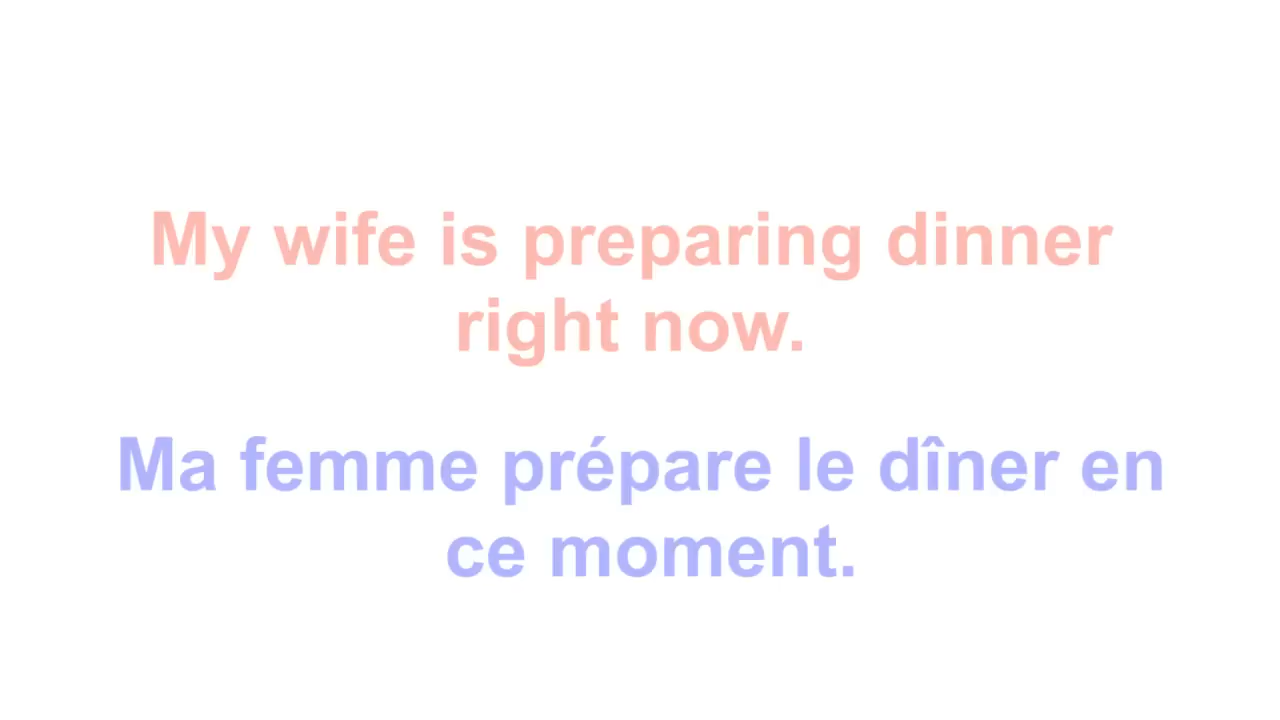 My wife is preparing dinner
right now.
Ma femme prépare le dîner en
ce moment.